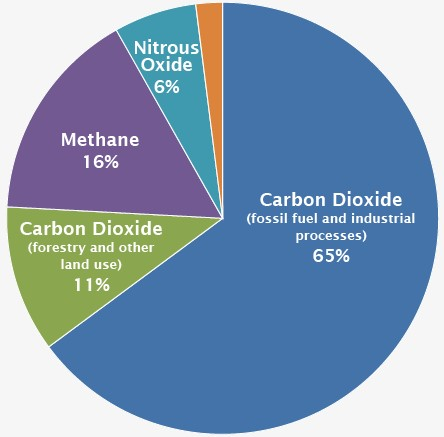 Nitrous
Oxide
6%
Methane
16%
Carbon Dioxide
(fossil fuel and industrial
processes)
65%
Carbon Dioxide
(forestry and other
land use)
11%